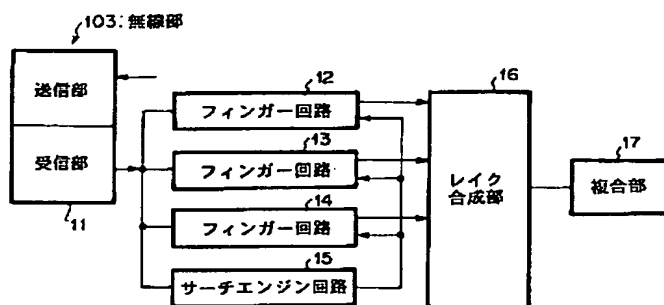 103:無線部
送信部
受信部
11
12
フィンガー回路
13
フィンガー回路
14
フィンガー回路
15
サーチエンジン回路
16
レイク
合成部
17
複合部